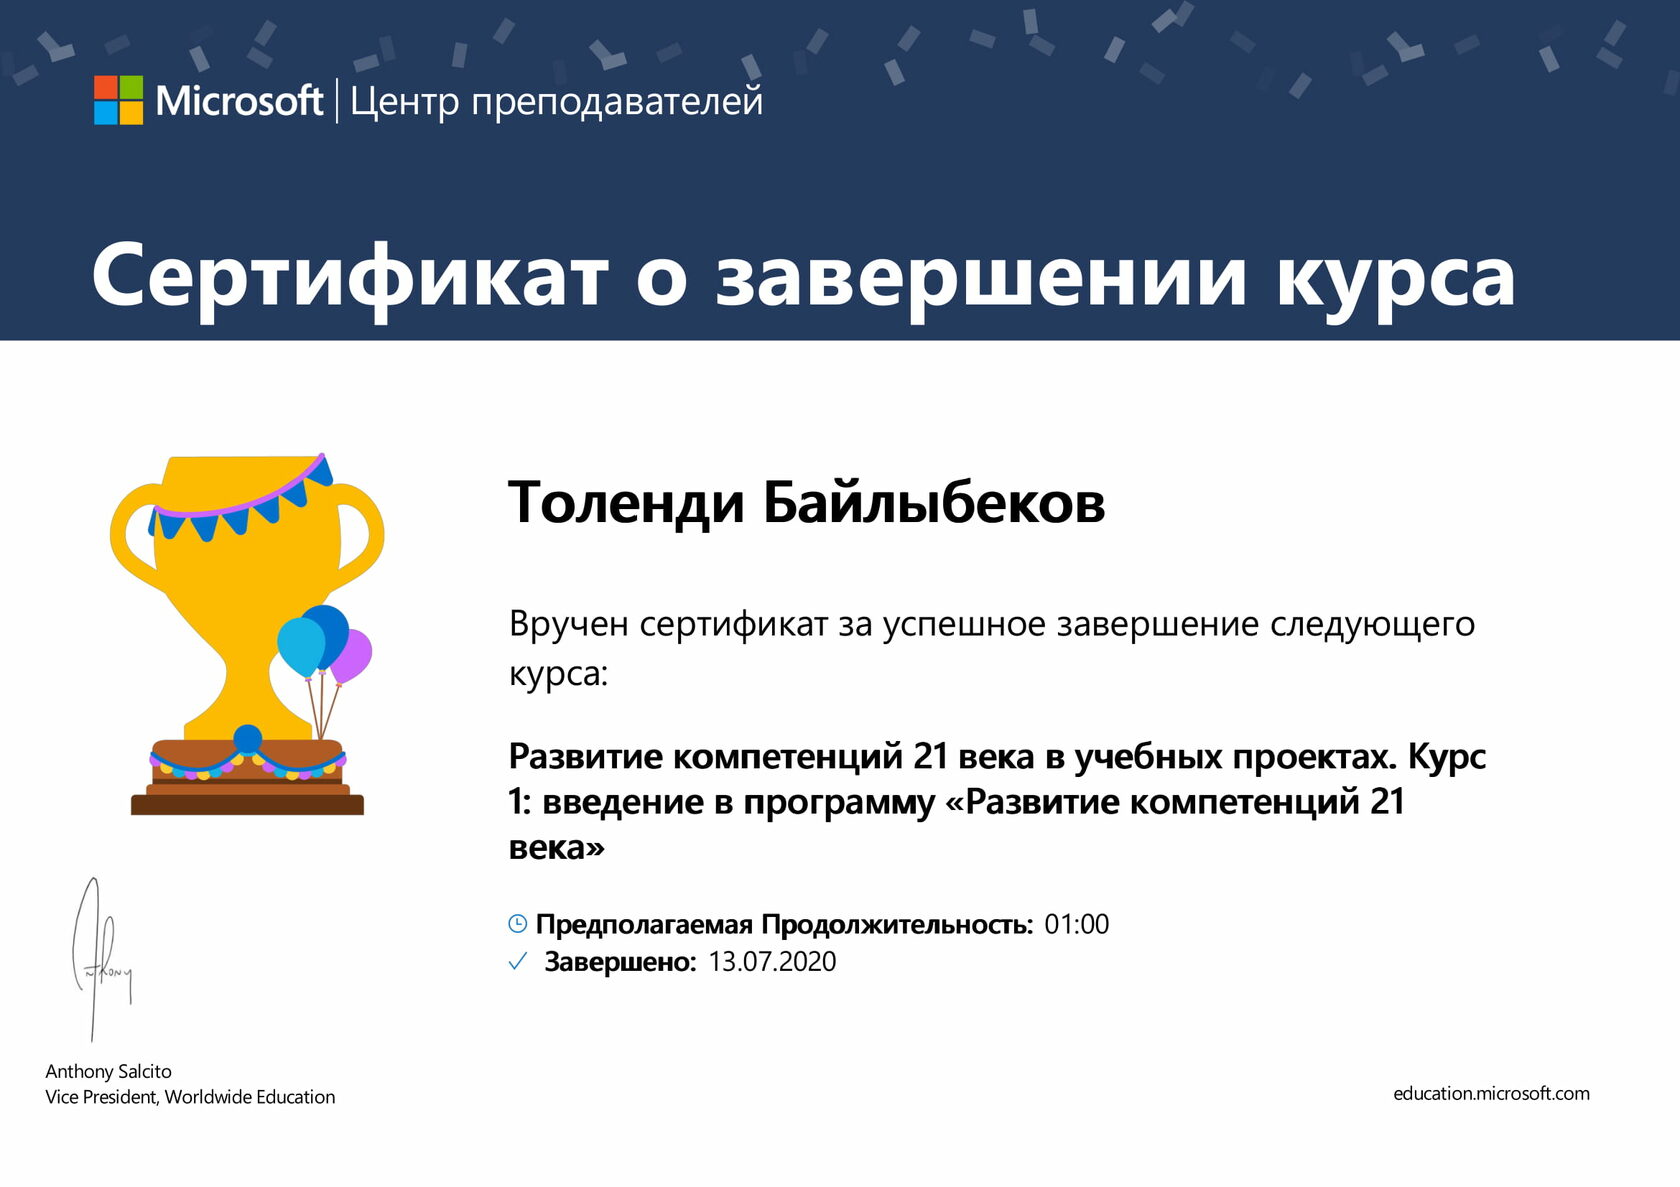 Microsoft | Центр преподавателей
Сертификат о завершении курса
Толенди Байлыбеков
Вручен сертификат за успешное завершение следующего
курса:
Развитие компетенций 21 века в учебных проектах. Курс
1: введение в программу «Развитие компетенций 21
века»
Предполагаемая Продолжительность: 01:00
Завершено: 13.07.2020
Anthony
Anthony Salcito
Vice President, Worldwide Education
education.microsoft.com